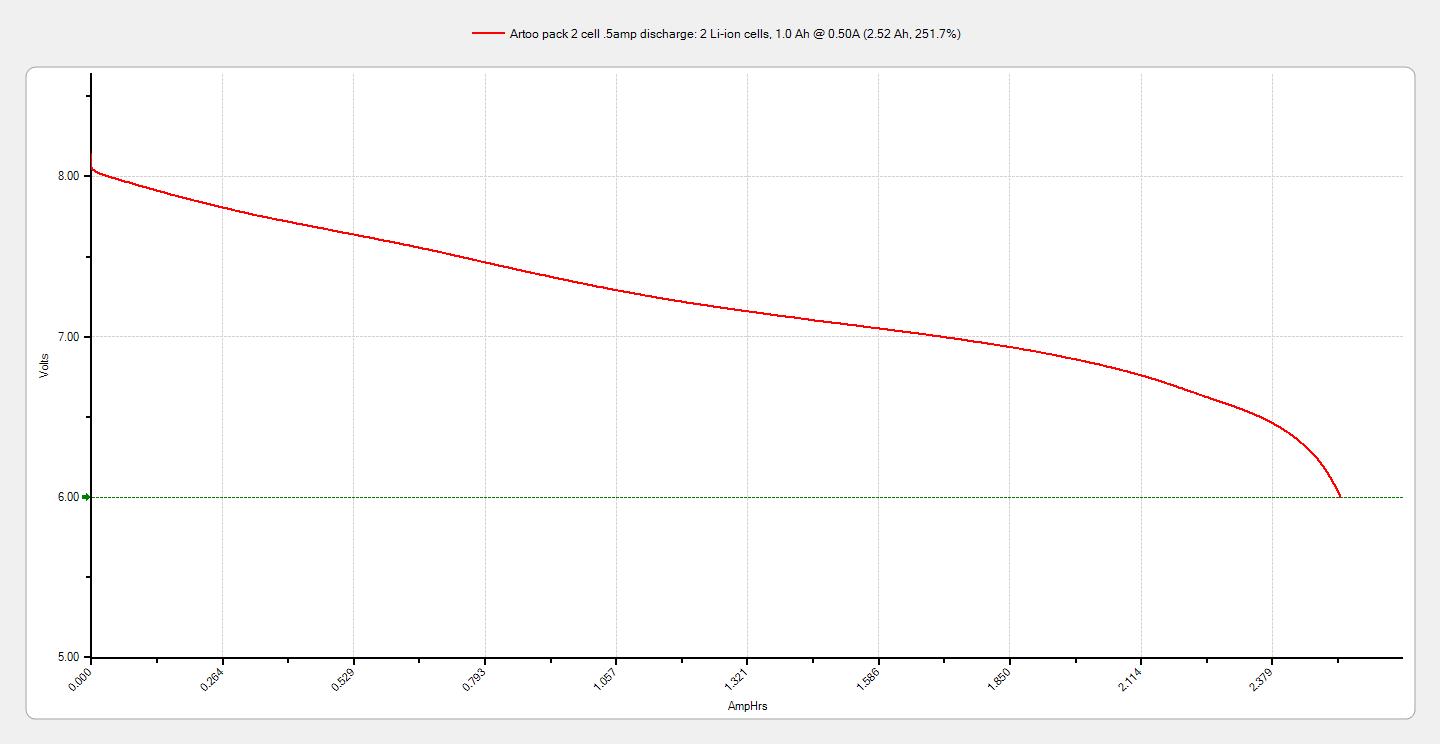 Artoo pack 2 cell .5amp discharge: 2 Li-ion cells, 1.0 Ah @ 0.50A (2.52 Ah, 251.7%)
8.00
7.00
Volts
6.00
5.00
0.000 0.264 0.529 0.793 1.057 1.321 1.586 1.850 2.114 2.379
AmpHrs